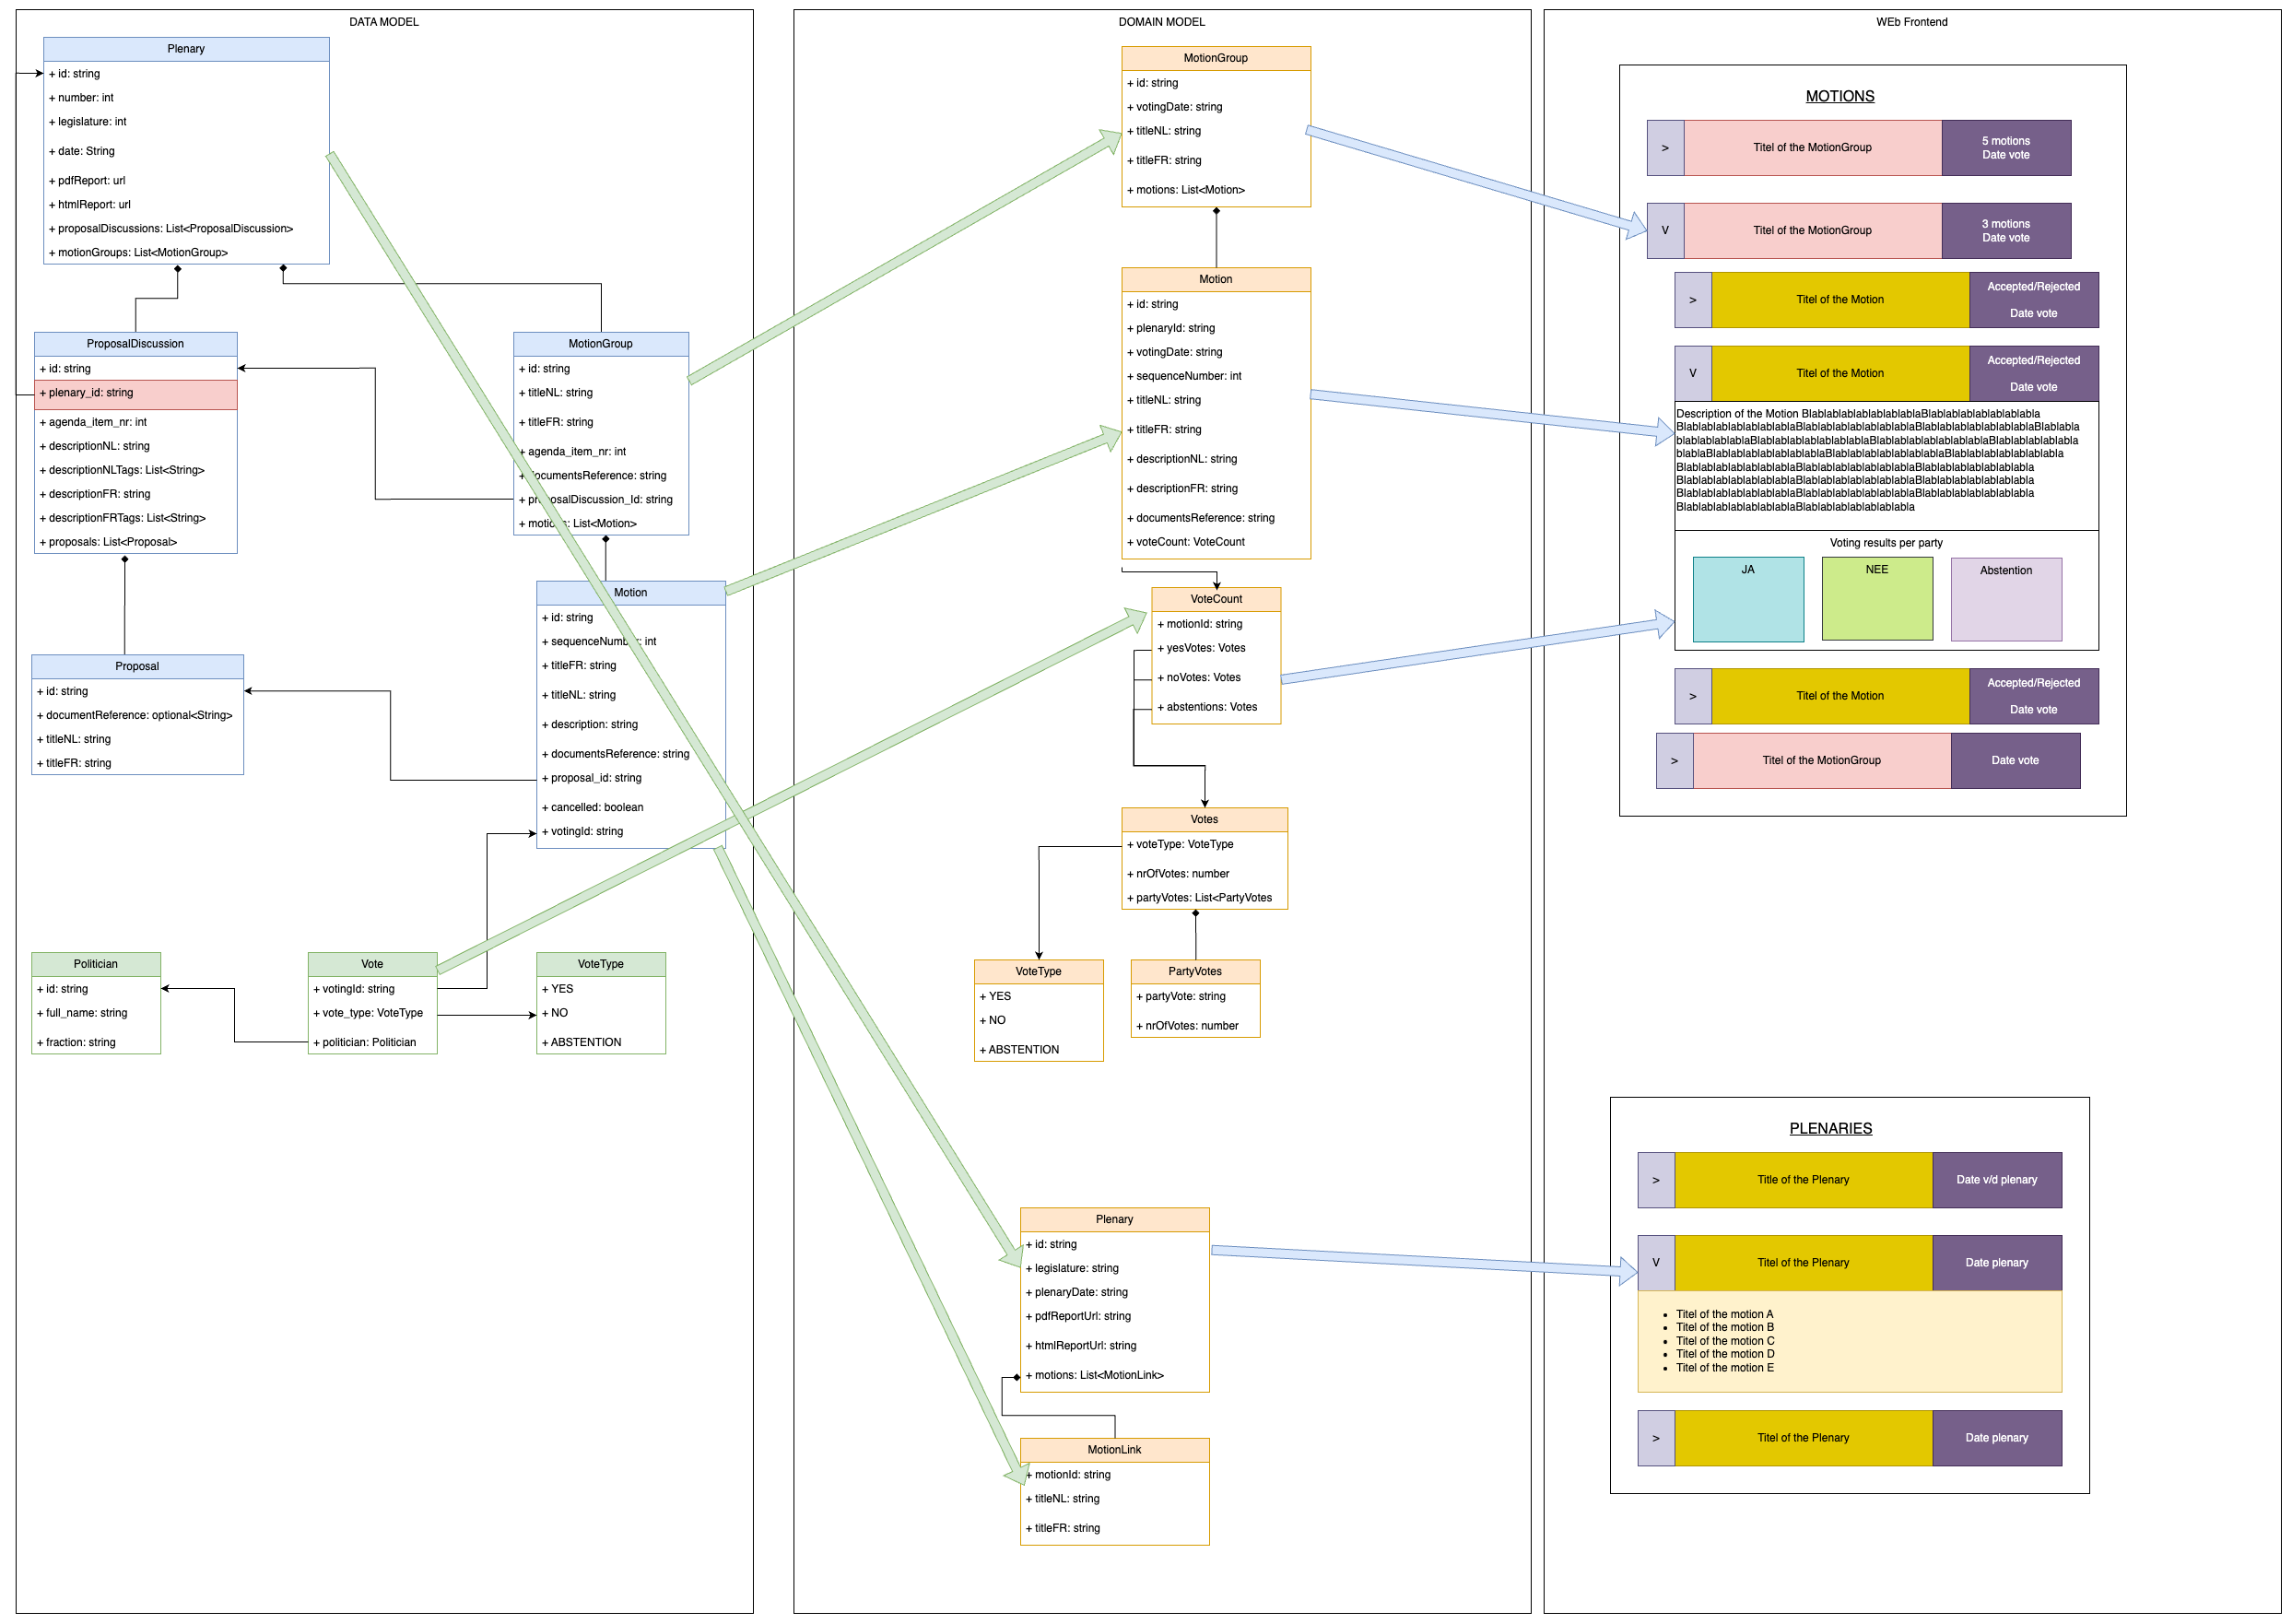 DATA MODEL
Plenary
+ id: string
+ number: int
+ legislature: int
+ date: String
+ pdfReport: url
+ htmlReport: url
+ proposalDiscussions: List<ProposalDiscussion>
+ motionGroups: List<MotionGroup>
ProposalDiscussion
+ id: string
+ plenary_id: string
+ agenda_item_nr: int
+ descriptionNL: string
+ descriptionNLTags: List<String>
+ descriptionFR: string
+ descriptionFRTags: List<String>
+ proposals: List<Proposal>
MotionGroup
+ id: string
+ titleNL: string
+ titleFR: string
+ agenda_item_nr: int
+ documentsReference: string
+ proposalDiscussion_Id: string
+ motions: List<Motion>
Proposal
+ id: string
+ documentReference: optional<String>
+ titleNL: string
+ titleFR: string
Motion
+ id: string
+ sequenceNumber: int
+ titleFR: string
+ titleNL: string
+ description: string
+ documentsReference: string
+ proposal_id: string
+ cancelled: boolean
+ votingId: string
Politician
+ id: string
+ full_name: string
+ fraction: string
Vote
+ votingId: string
+ vote_type: VoteType
+ politician: Politician
VoteType
+ YES
+ NO
+ ABSTENTION
DOMAIN MODEL
MotionGroup
+ id: string
+ votingDate: string
+ titleNL: string
+ titleFR: string
+ motions: List<Motion>
Motion
+ id: string
+ plenaryId: string
+ votingDate: string
+ sequenceNumber: int
+ titleNL: string
+ titleFR: string
+ descriptionNL: string
+ descriptionFR: string
+ documentsReference: string
+ voteCount: VoteCount
VoteCount
+ motionId: string
+ yesVotes: Votes
+ noVotes: Votes
+ abstentions: Votes
Votes
+ voteType: VoteType
+ nrOfVotes: number
+ partyVotes: List<PartyVotes
VoteType
+ YES
+ NO
+ ABSTENTION
PartyVotes
+ partyVote: string
+ nrOfVotes: number
Plenary
+ id: string
+ legislature: string
+ plenaryDate: string
+ pdfReportUrl: string
+ htmlReportUrl: string
+ motions: List<MotionLink>
MotionLink
+ motionId: string
+ titleNL: string
+ titleFR: string
WEb Frontend
MOTIONS
> Titel of the MotionGroup 5 motions
Date vote
V Titel of the MotionGroup 3 motions
Date vote
> Titel of the Motion Accepted/Rejected
Date vote
V Titel of the Motion Accepted/Rejected
Date vote
Description of the Motion BlablablablablablablablaBlablablablablablablabla
BlablablablablablablablaBlablablablablablablablaBlablablablablablablablaBlablabla
blablablablablaBlablablablablablablablaBlablablablablablablablaBlablablablablabla
blablaBlablablablablablablablaBlablablablablablablablaBlablablablablablablabla
BlablablablablablablablaBlablablablablablablablaBlablablablablablablabla
BlablablablablablablablaBlablablablablablablablaBlablablablablablablabla
BlablablablablablablablaBlablablablablablablablaBlablablablablablablabla
BlablablablablablablablaBlablablablablablablabla
Voting results per party
JA
NEE
Abstention
> Titel of the Motion Accepted/Rejected
Date vote
> Titel of the MotionGroup Date vote
PLENARIES
> Title of the Plenary Date v/d plenary
V Titel of the Plenary Date plenary
• Titel of the motion A
• Titel of the motion B
• Titel of the motion C
• Titel of the motion D
• Titel of the motion E
> Titel of the Plenary Date plenary